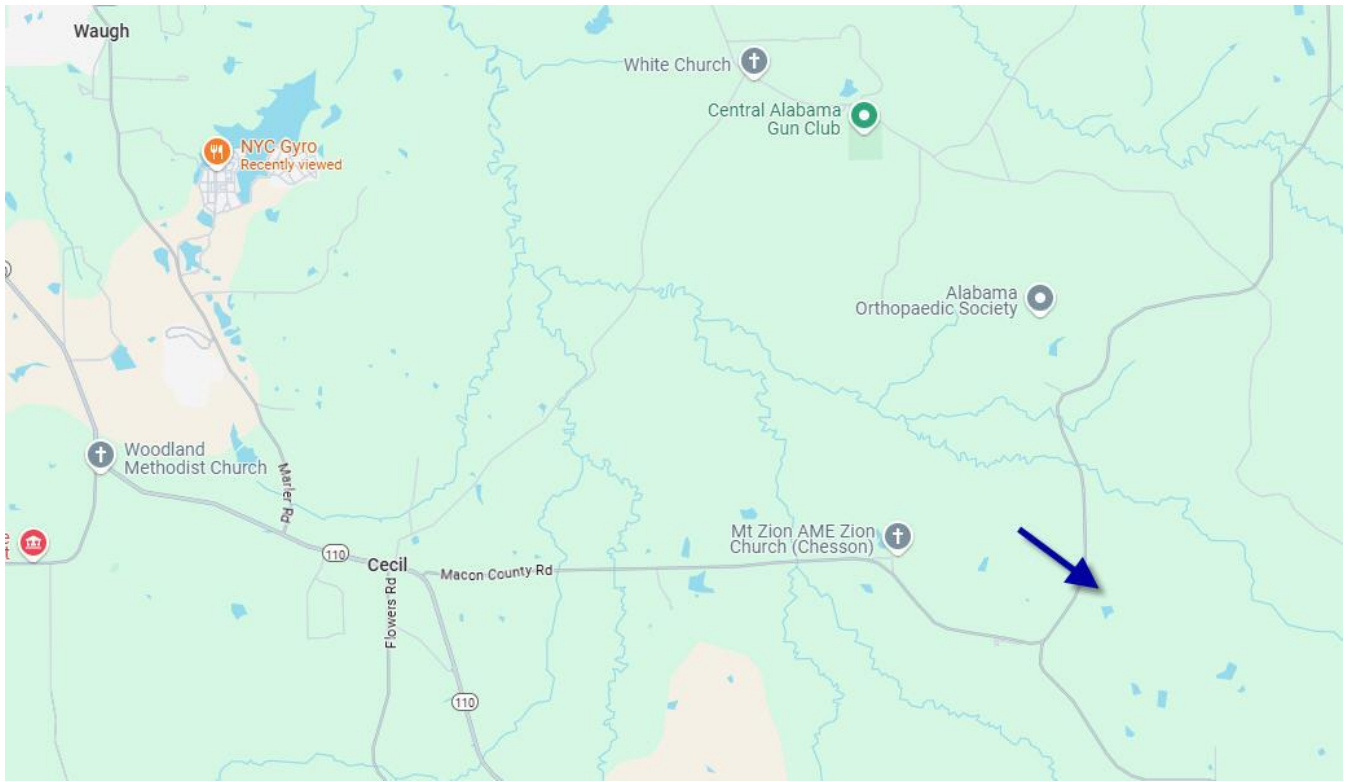 Waugh
White Church
Central Alabama
Gun Club
NYC Gyro
Recently viewed
Alabama
Orthopaedic Society
Woodland
Methodist Church
Marler Rd
Mt Zion AME Zion
Church (Chesson)
110
Cecil
Macon County Rd
Flowers Rd
110